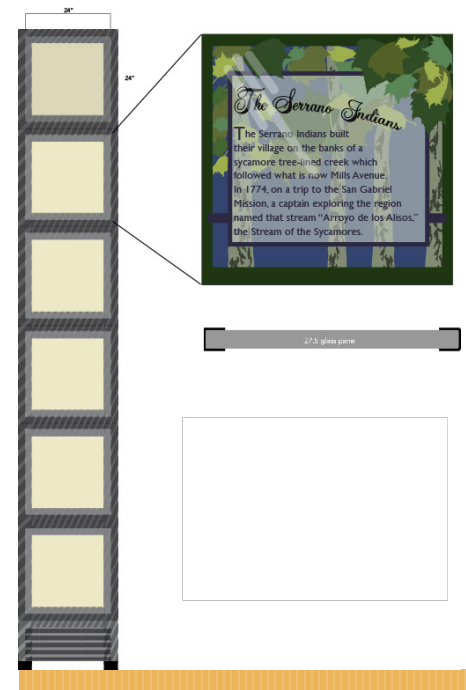 24"
24"
The Serrano Indians
The Serrano Indians built
their village on the banks of a
sycamore tree-lined creek which
followed what is now Mills Avenue.
In 1774, on a trip to the San Gabriel
Mission, a captain exploring the region
named that stream “Arroyo de los Alisos,”
the Stream of the Sycamores.
27.5 glass panel